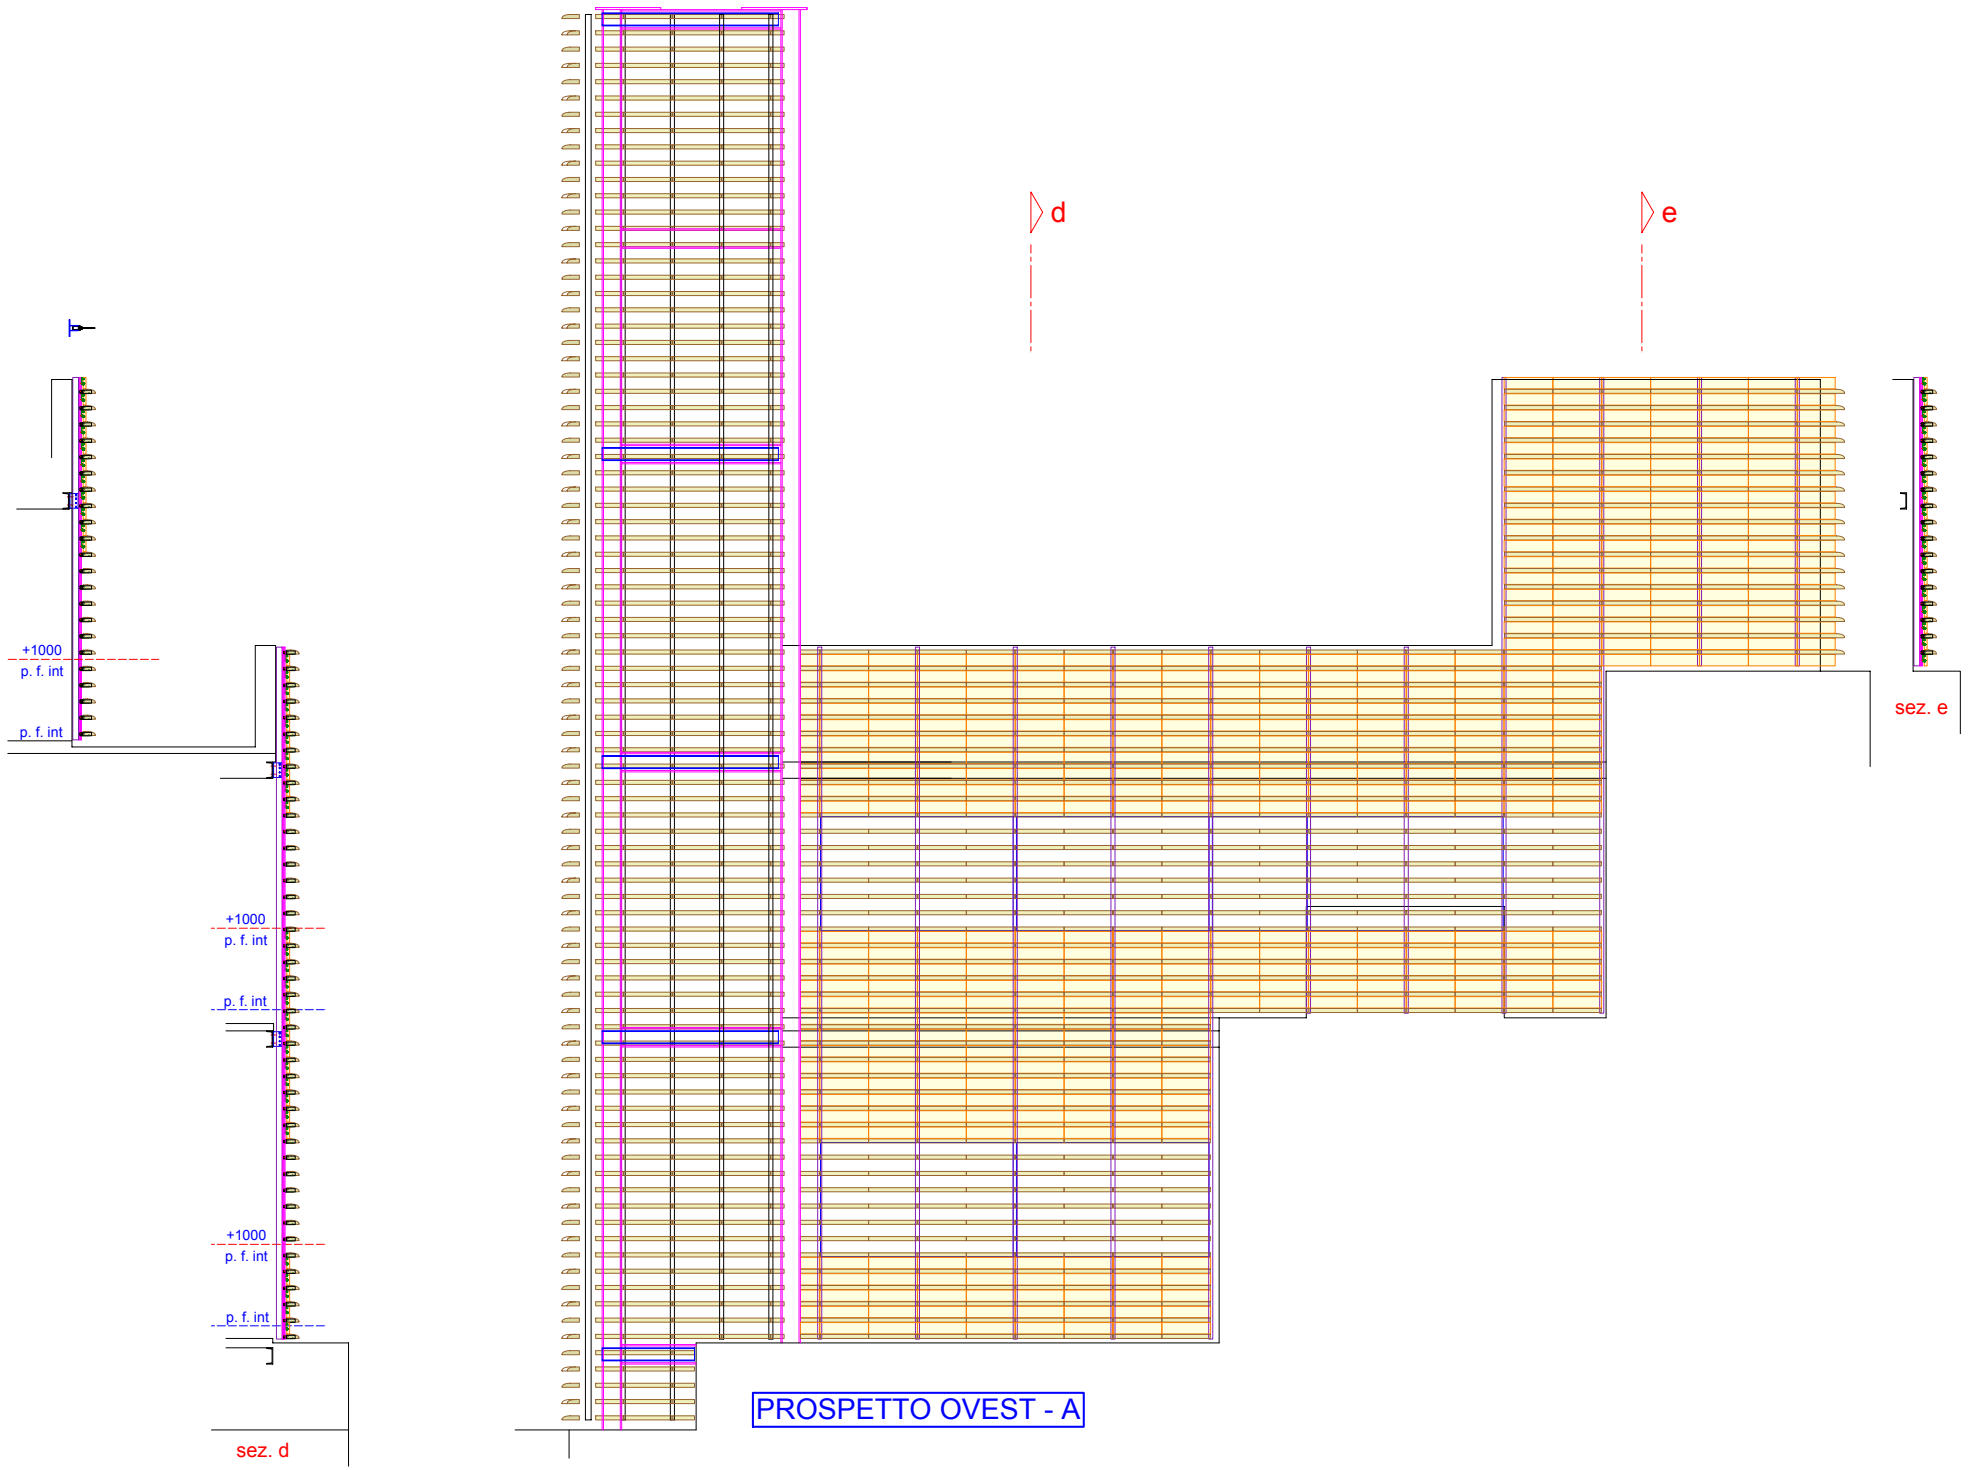 d
e
+1000
p. f. int
p. f. int
sez. e
+1000
p. f. int
p. f. int
+1000
p. f. int
p. f. int
PROSPETTO OVEST - A
sez. d